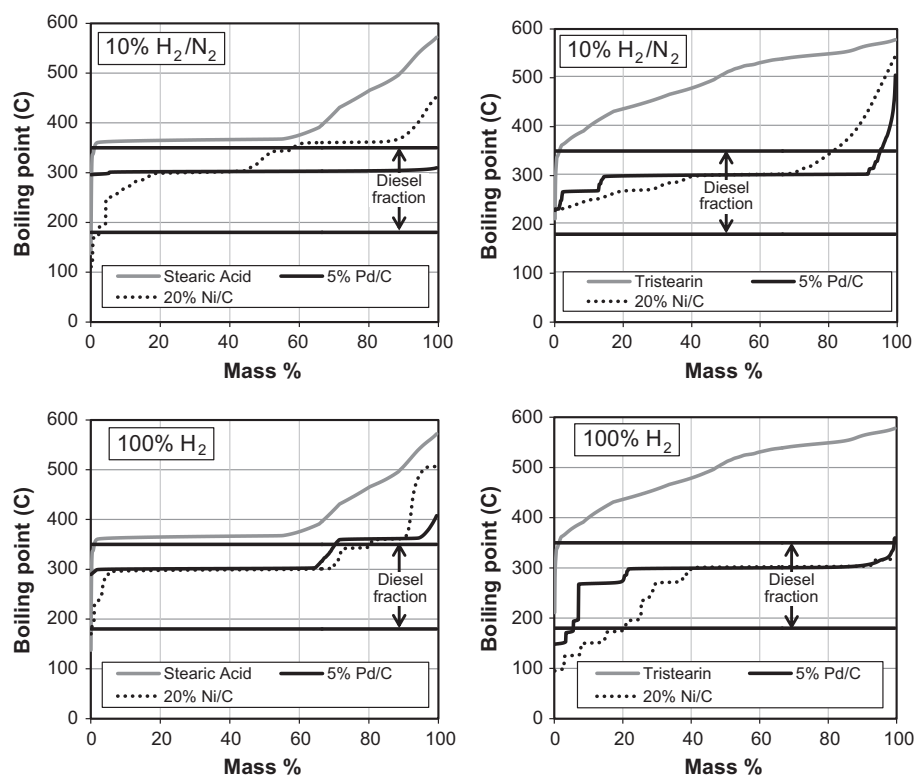 600
500
400
300
200
100
0
Boiling point (C)
10% H2/N2
Diesel
fraction
Stearic Acid
5% Pd/C
20% Ni/C
0 20 40 60 80 100
Mass %
600
500
400
300
200
100
0
Boiling point (C)
10% H2/N2
Diesel
fraction
Tristearin
5% Pd/C
20% Ni/C
0 20 40 60 80 100
Mass %
600
500
400
300
200
100
0
Boiling point (C)
100% H2
Diesel
fraction
Stearic Acid
5% Pd/C
20% Ni/C
0 20 40 60 80 100
Mass %
600
500
400
300
200
100
0
Boiling point (C)
100% H2
Diesel
fraction
Tristearin
5% Pd/C
20% Ni/C
0 20 40 60 80 100
Mass %